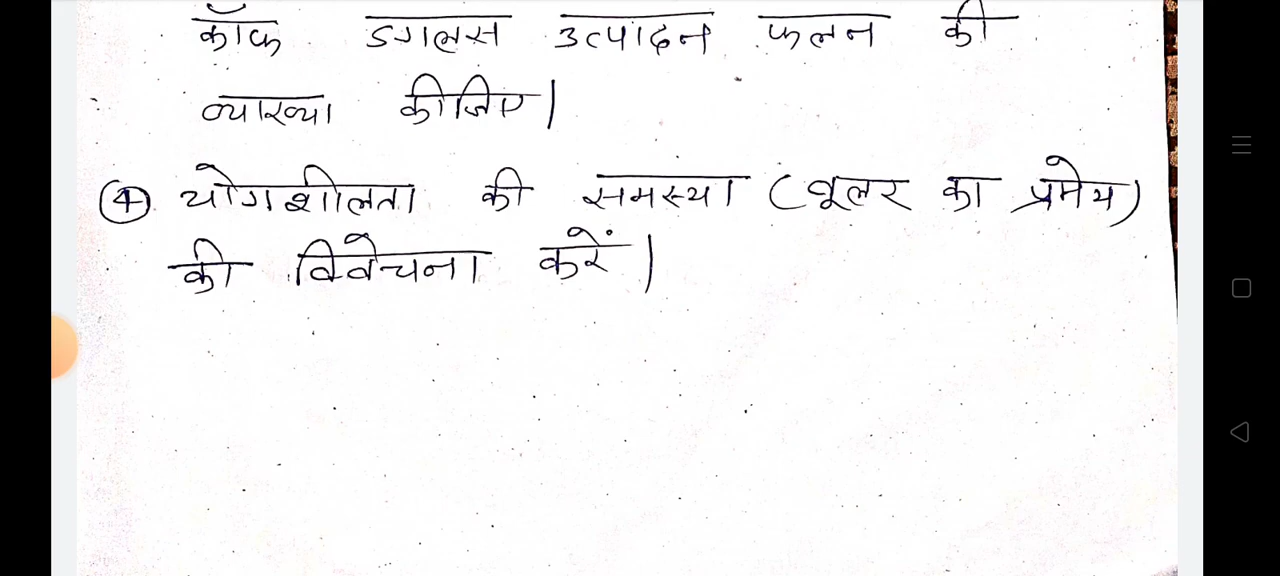 कॉक डगलस उत्पादन फलन की
व्याख्या कीजिए।
④ योगशीलता की समस्या (यूलर का प्रमेय)
की विवेचना करें।